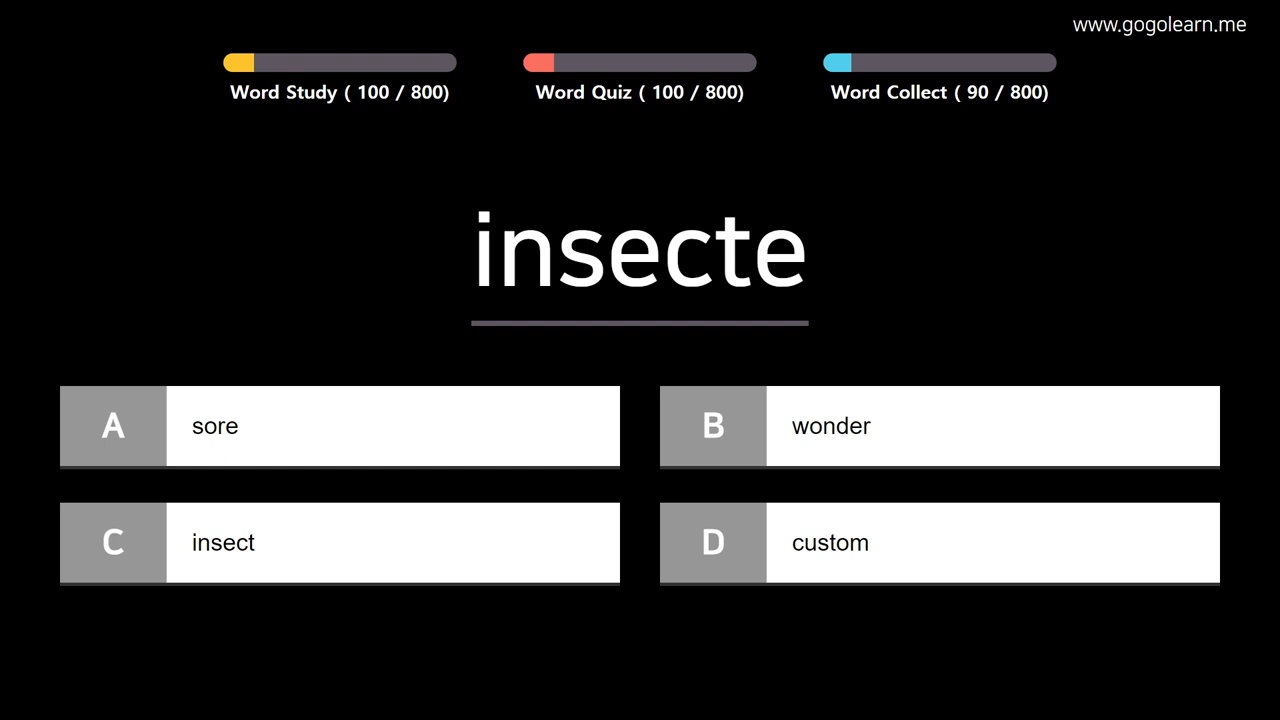 www.gogolearn.me
Word Study ( 100 / 800)
Word Quiz ( 100 / 800)
Word Collect ( 90 / 800)
insecte
A sore
B wonder
C insect
D custom